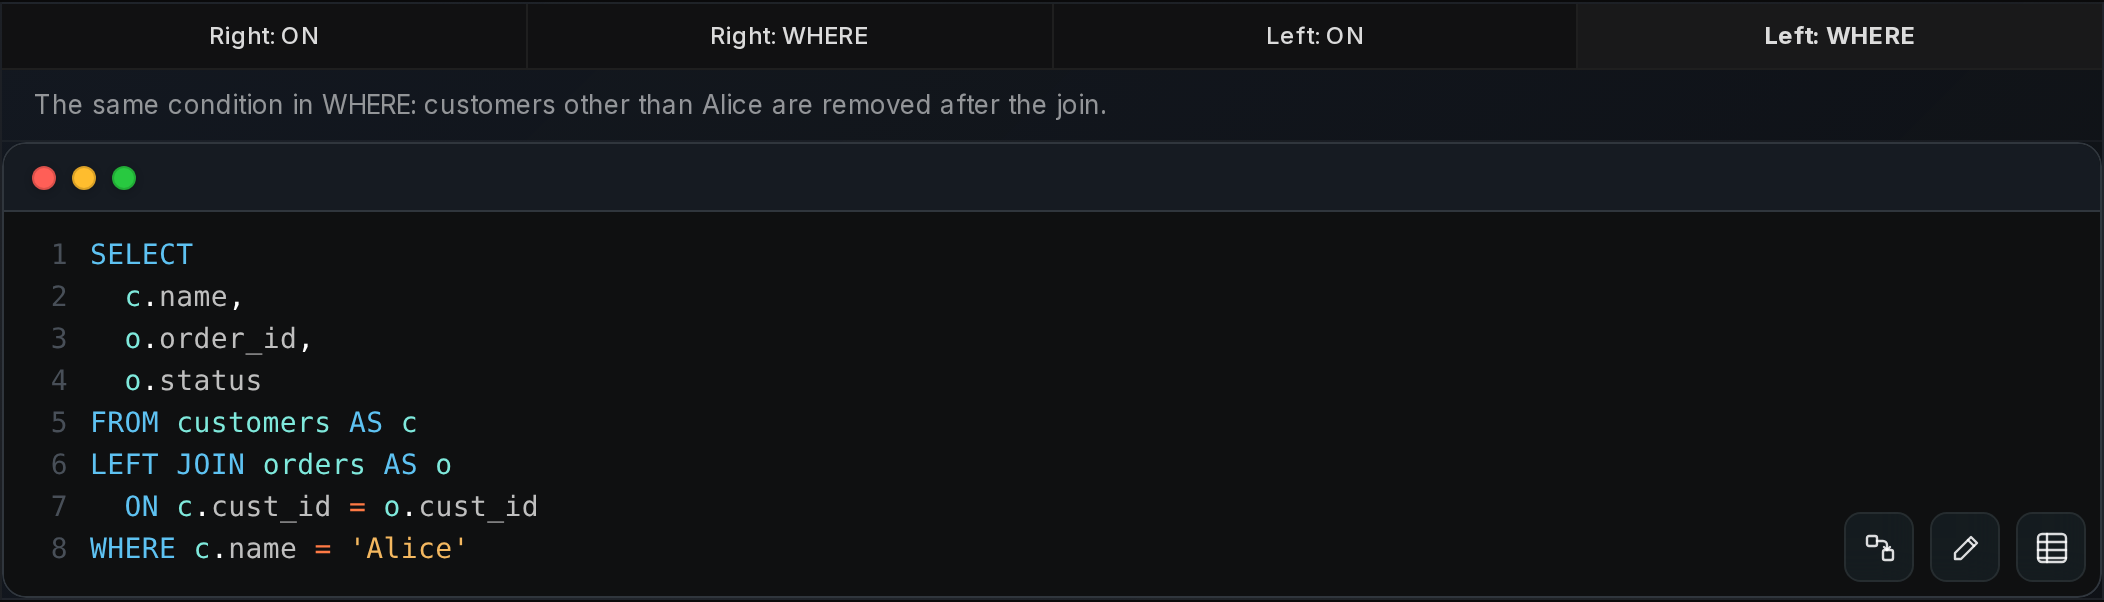 Right: ON
Right: WHERE
Left: ON
Left: WHERE
The same condition in WHERE: customers other than Alice are removed after the join.
1 SELECT
2   c.name,
3   o.order_id,
4   o.status
5 FROM customers AS c
6 LEFT JOIN orders AS o
7   ON c.cust_id = o.cust_id
8 WHERE c.name = 'Alice'